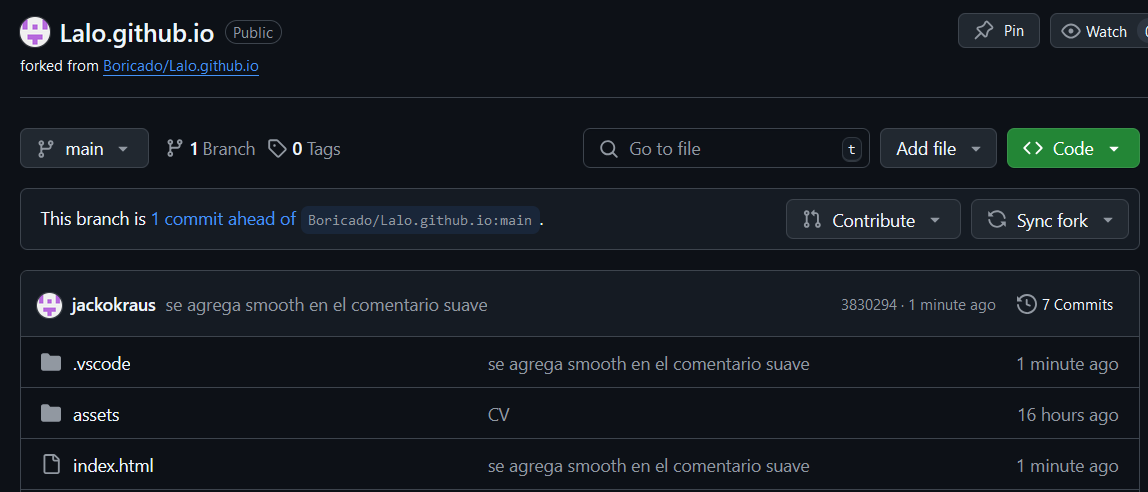 Lalo.github.io Public Pin Watch
forked from Boricado/Lalo.github.io
main 1 Branch 0 Tags Go to file t Add file Code
This branch is 1 commit ahead of Boricado/Lalo.github.io:main . Contribute Sync fork
jackokraus se agrega smooth en el comentario suave 3830294 · 1 minute ago 7 Commits
.vscode se agrega smooth en el comentario suave 1 minute ago
assets CV 16 hours ago
index.html se agrega smooth en el comentario suave 1 minute ago